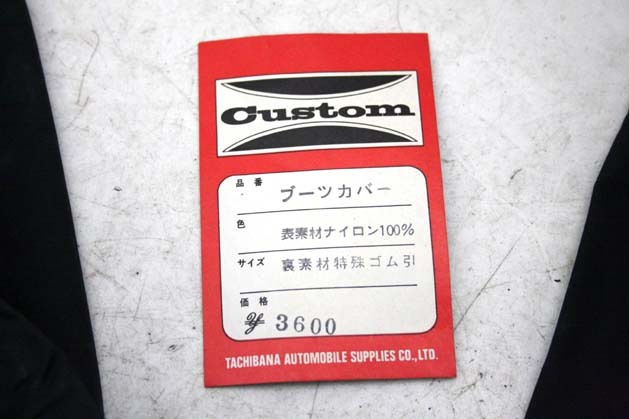 Custom
品番 ブーツカバー
色 表素材ナイロン100%
サイズ 裏素材特殊ゴム引
価格
¥ 3600
TACHIBANA AUTOMOBILE SUPPLIES CO., LTD.